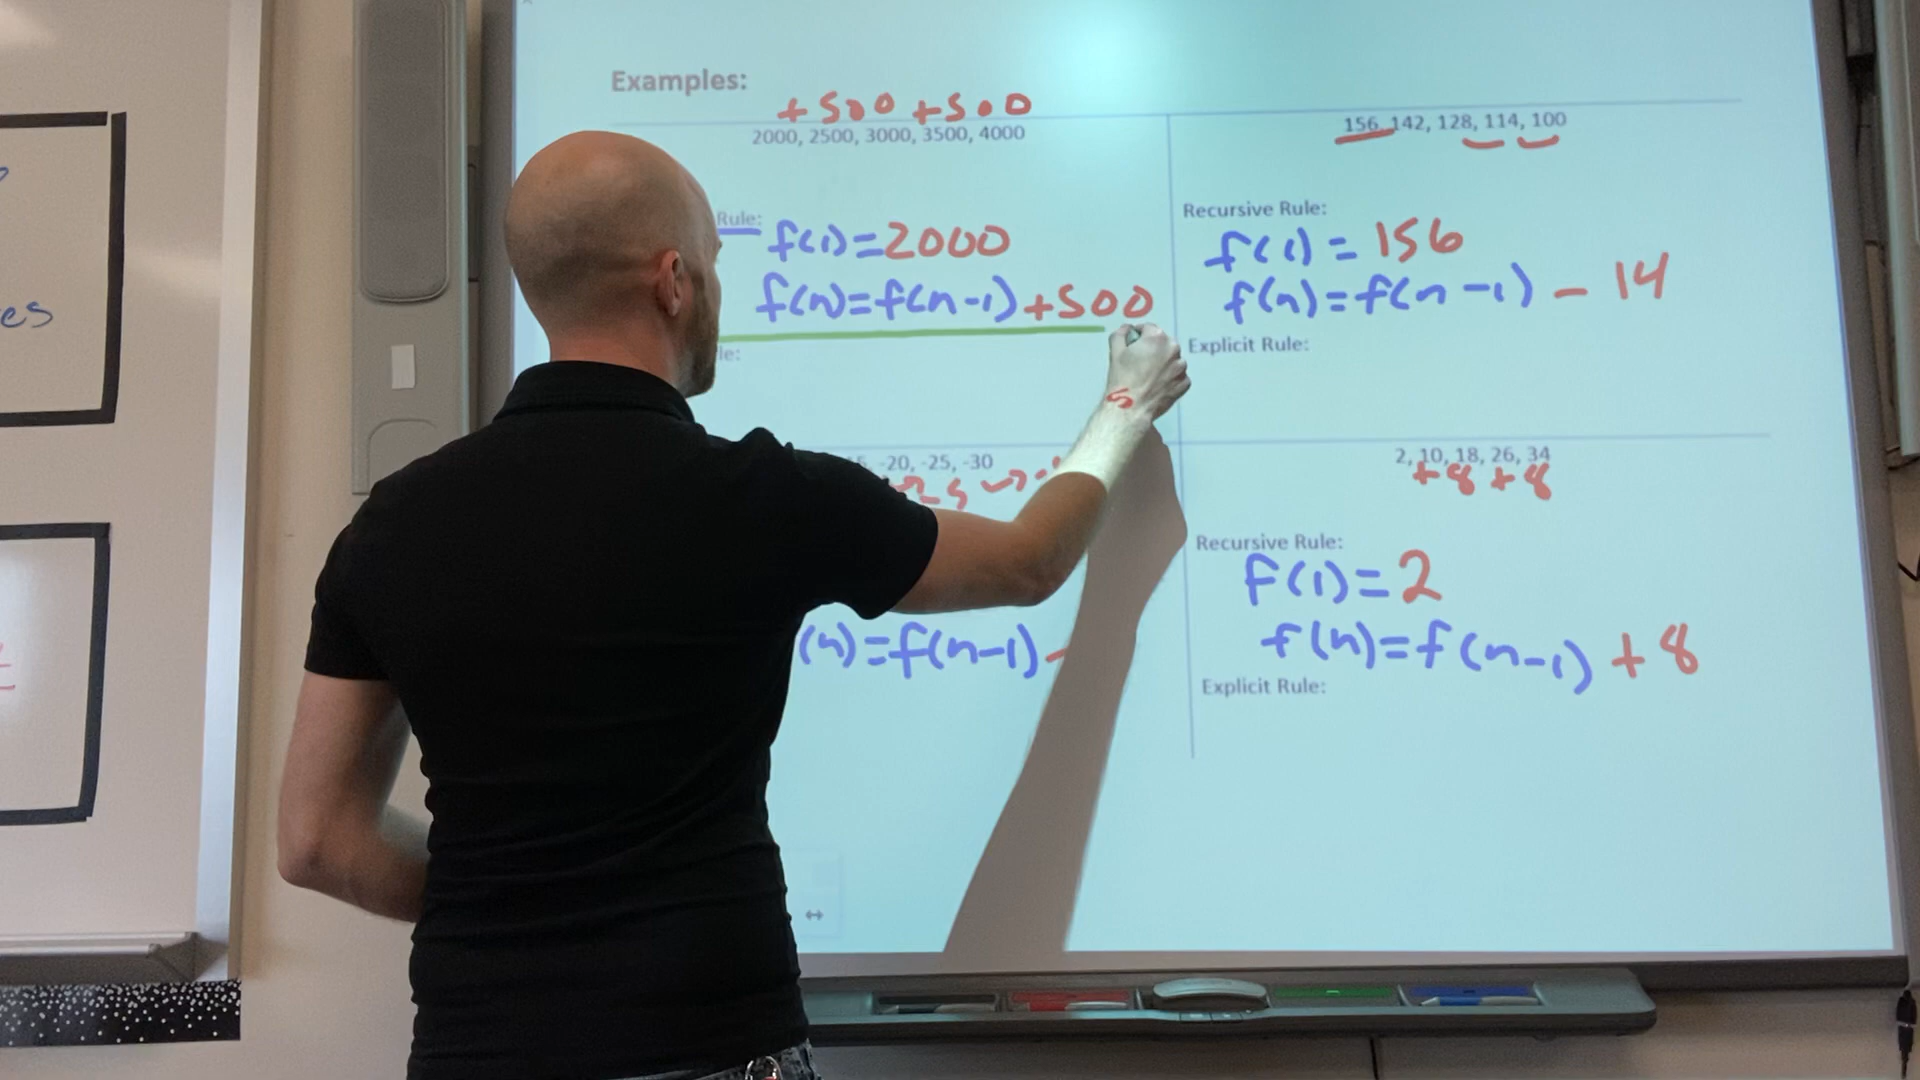 Examples:
+500 +500
2000, 2500, 3000, 3500, 4000
Rule:
f(1)=2000
f(n)=f(n-1)+500
le:
156, 142, 128, 114, 100
Recursive Rule:
f(1) = 156
f(n)=f(n-1) - 14
Explicit Rule:
-20, -25, -30
(n)=f(n-1)-
2, 10, 18, 26, 34
+8 +8
Recursive Rule:
F(1)=2
f(n)=f(n-1) +8
Explicit Rule:
es